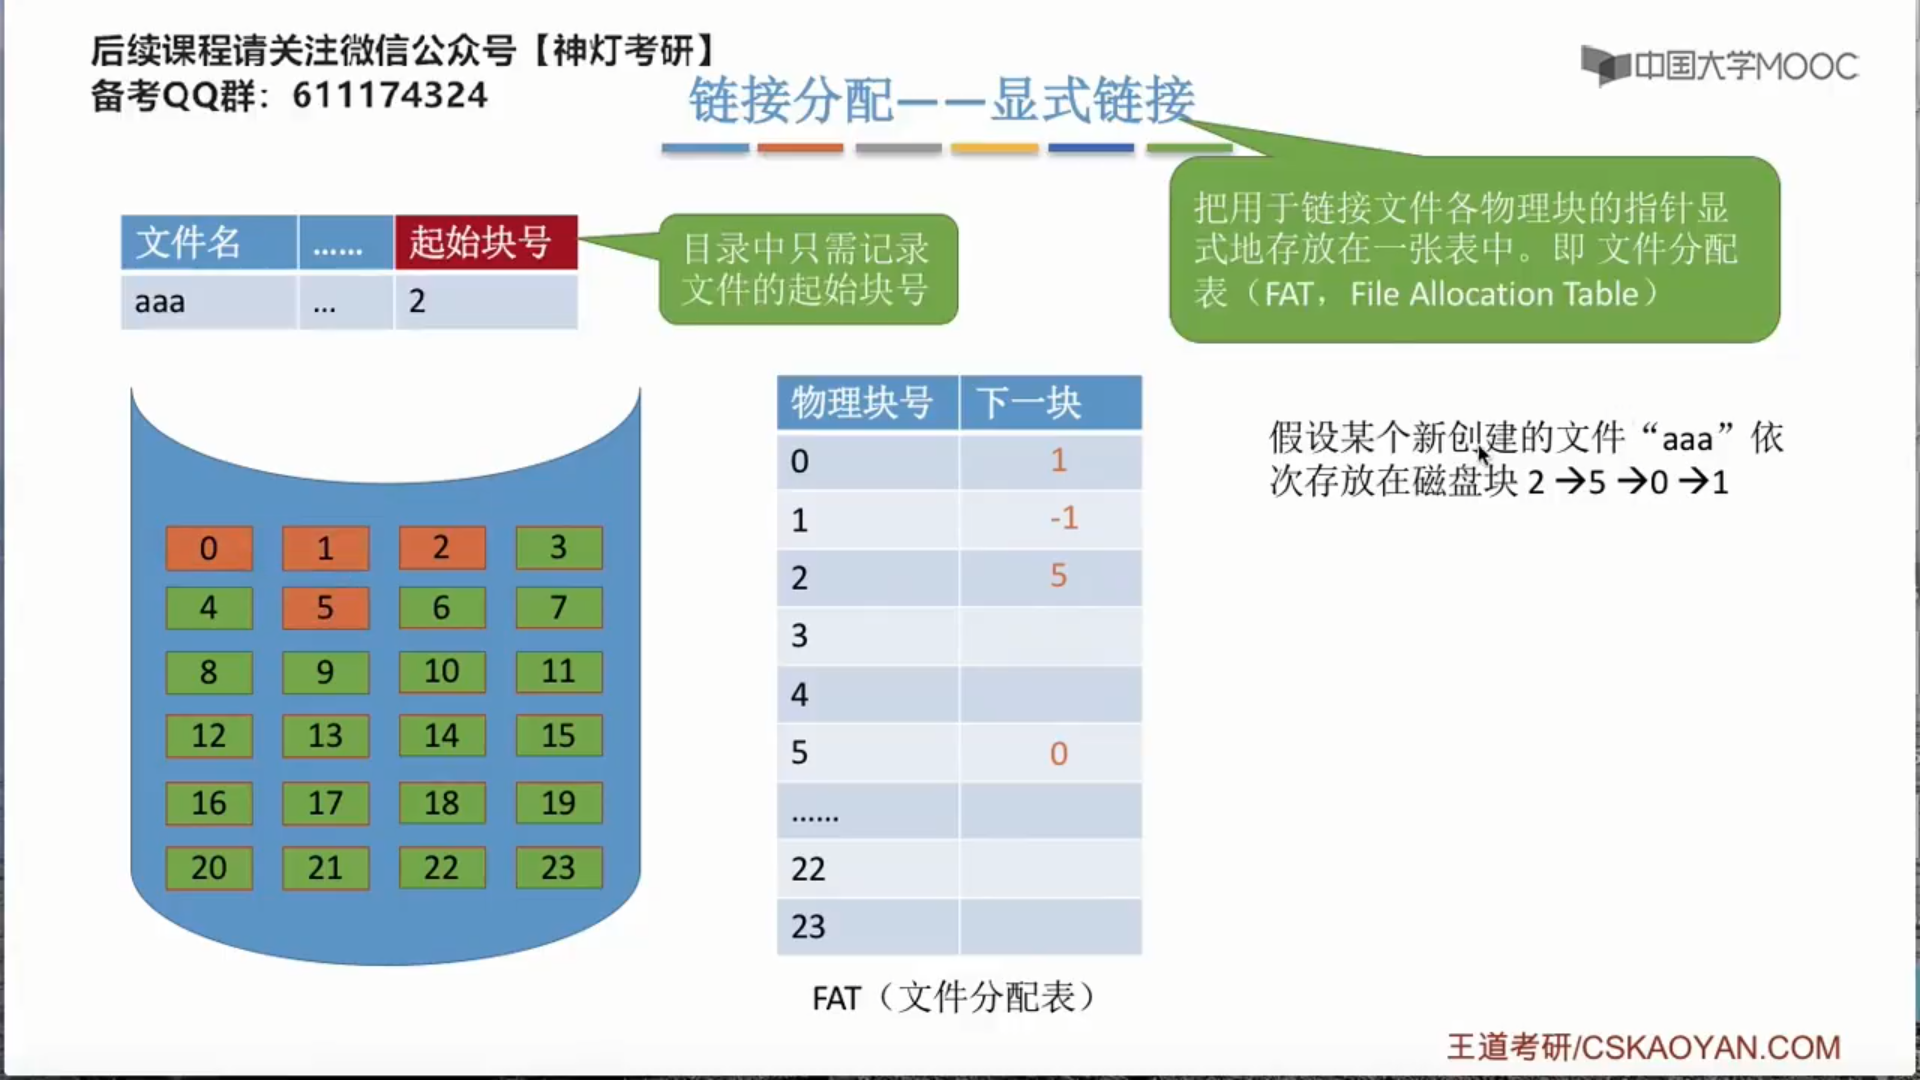 后续课程请关注微信公众号【神灯考研】
备考QQ群：611174324
中国大学MOOC
链接分配——显式链接
把用于链接文件各物理块的指针显
式地存放在一张表中。即 文件分配
表（FAT，File Allocation Table）
文件名 …… 起始块号
aaa ... 2
目录中只需记录
文件的起始块号
0 1 2 3
4 5 6 7
8 9 10 11
12 13 14 15
16 17 18 19
20 21 22 23
物理块号 下一块
0 1
1 -1
2 5
3
4
5 0
……
22
23
FAT（文件分配表）
假设某个新创建的文件“aaa”依
次存放在磁盘块 2→5→0→1
王道考研/CSKAOYAN.COM